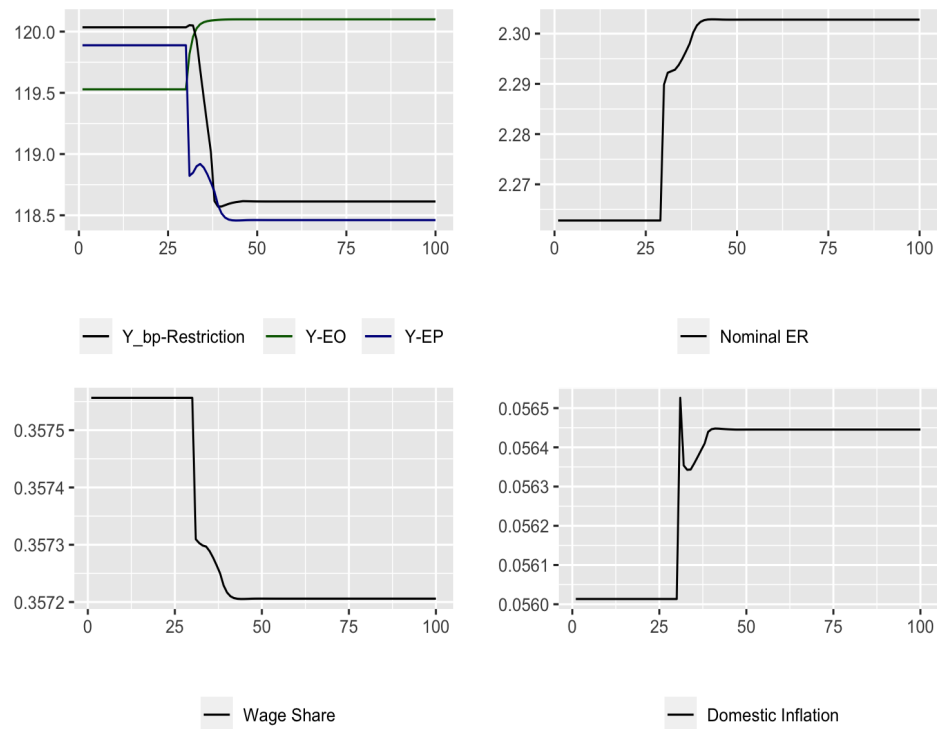 120.0
119.5
119.0
118.5
0 25 50 75 100
Y_bp-Restriction Y-EO Y-EP
2.30
2.29
2.28
2.27
0 25 50 75 100
Nominal ER
0.3575
0.3574
0.3573
0.3572
0 25 50 75 100
Wage Share
0.0565
0.0564
0.0563
0.0562
0.0561
0.0560
0 25 50 75 100
Domestic Inflation